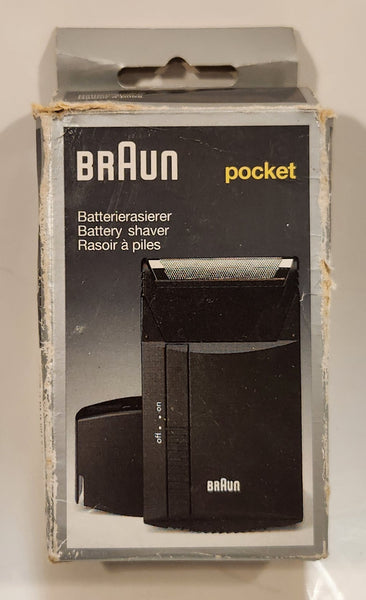 BRAUN
pocket
Batterierasierer
Battery shaver
Rasoir à piles
off • • on
BRAUN